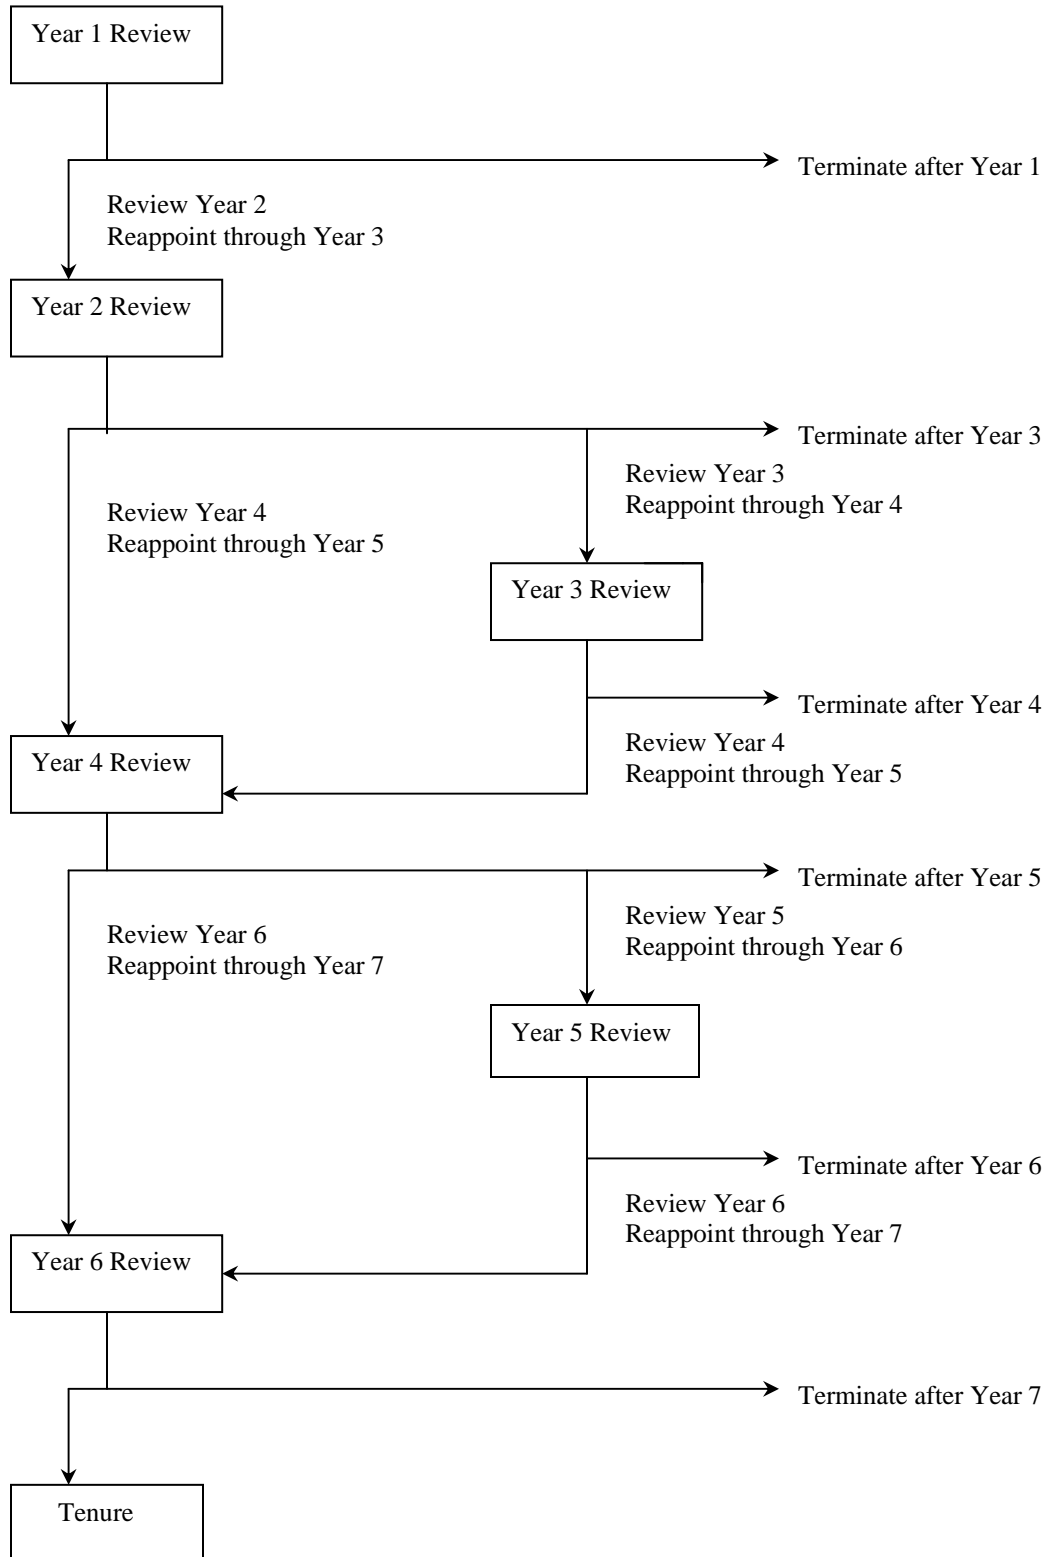 Year 1 Review
Terminate after Year 1
Review Year 2
Reappoint through Year 3
Year 2 Review
Terminate after Year 3
Review Year 3
Reappoint through Year 4
Review Year 4
Reappoint through Year 5
Year 3 Review
Terminate after Year 4
Review Year 4
Reappoint through Year 5
Year 4 Review
Terminate after Year 5
Review Year 5
Reappoint through Year 6
Review Year 6
Reappoint through Year 7
Year 5 Review
Terminate after Year 6
Review Year 6
Reappoint through Year 7
Year 6 Review
Terminate after Year 7
Tenure